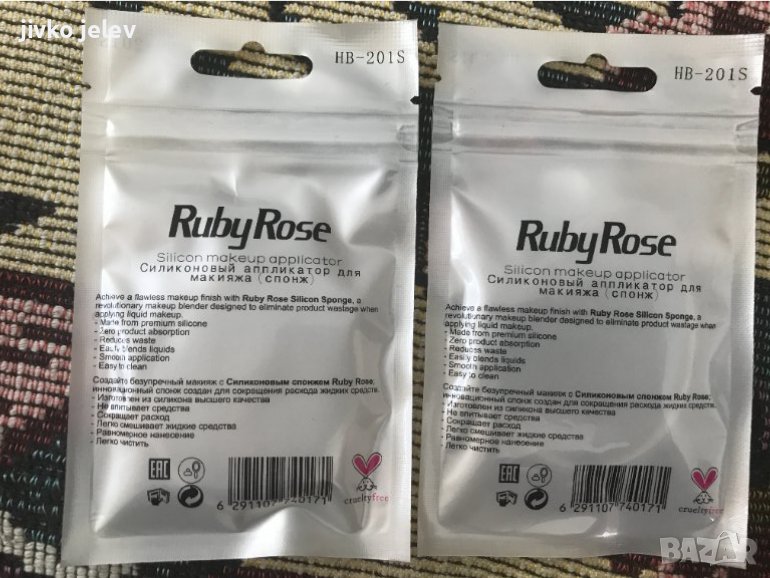 jivko jelev
HB-201S
RubyRose
Silicon makeup applicator
Силиконовый аппликатор для
макияжа (спонж)
Achieve a flawless makeup finish with Ruby Rose Silicon Sponge, a
revolutionary makeup blender designed to eliminate product wastage when
applying liquid makeup.
- Made from premium silicone
- Zero product absorption
- Reduces waste
- Easily blends liquids
- Smooth application
- Easy to clean
Создайте безупречный макияж с Силиконовым спонжем Ruby Rose;
инновационный спонж создан для сокращения расхода жидких средств.
- Изготовлен из силикона высшего качества
- Не впитывает средство
- Сокращает расход
- Легко смешивает жидкие средства
- Равномерное нанесение
- Легко чистить
EAC
6 291107 740171
crueltyfree
HB-201S
RubyRose
Silicon makeup applicator
Силиконовый аппликатор для
макияжа (спонж)
Achieve a flawless makeup finish with Ruby Rose Silicon Sponge, a
revolutionary makeup blender designed to eliminate product wastage when
applying liquid makeup.
- Made from premium silicone
- Zero product absorption
- Reduces waste
- Easily blends liquids
- Smooth application
- Easy to clean
Создайте безупречный макияж с Силиконовым спонжем Ruby Rose;
инновационный спонж создан для сокращения расхода жидких средств.
- Изготовлен из силикона высшего качества
- Не впитывает средство
- Сокращает расход
- Легко смешивает жидкие средства
- Равномерное нанесение
- Легко чистить
EAC
6 291107 740171
crueltyfree
BAZAR